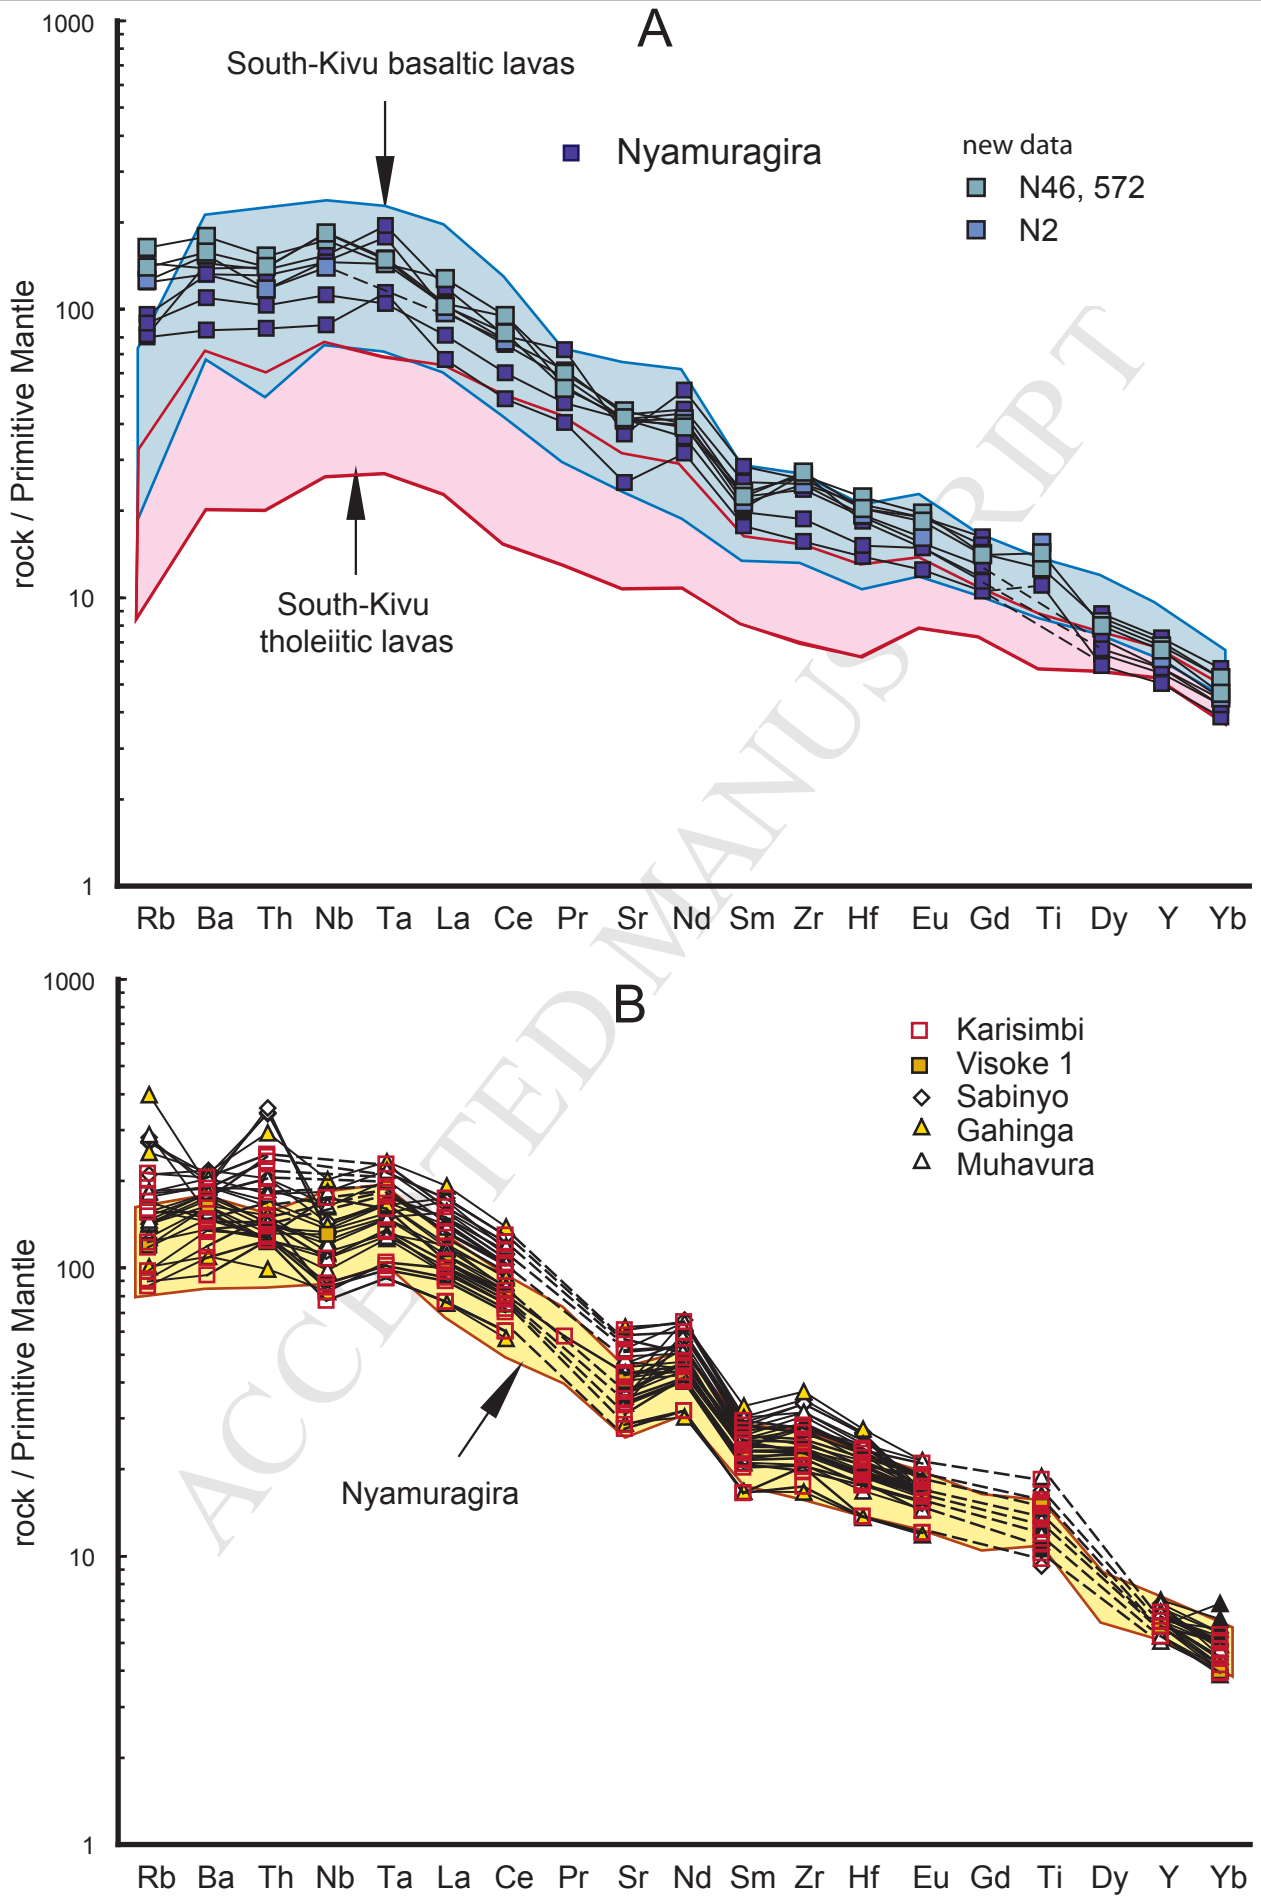 A
1000
South-Kivu basaltic lavas
Nyamuragira
new data
N46, 572
N2
100
rock / Primitive Mantle
10
South-Kivu
tholeiitic lavas
1
Rb Ba Th Nb Ta La Ce Pr Sr Nd Sm Zr Hf Eu Gd Ti Dy Y Yb
ACCEPTED MANUSCRIPT
B
1000
Karisimbi
Visoke 1
Sabinyo
Gahinga
Muhavura
100
rock / Primitive Mantle
Nyamuragira
10
1
Rb Ba Th Nb Ta La Ce Pr Sr Nd Sm Zr Hf Eu Gd Ti Dy Y Yb